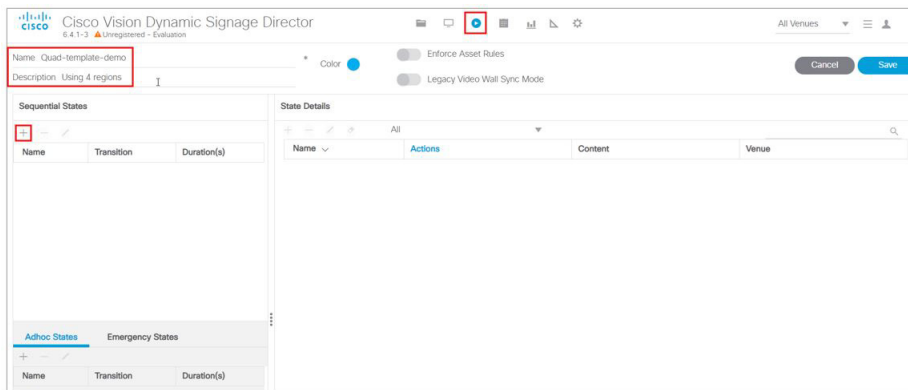 CISCO
Cisco Vision Dynamic Signage Director
6.4.1-3 Unregistered - Evaluation
All Venues
Name Quad-template-demo *
Description Using 4 regions
Color
Enforce Asset Rules
Legacy Video Wall Sync Mode
Cancel Save
Sequential States
Name Transition Duration(s)
State Details
All
Name Actions Content Venue
Adhoc States Emergency States
Name Transition Duration(s)